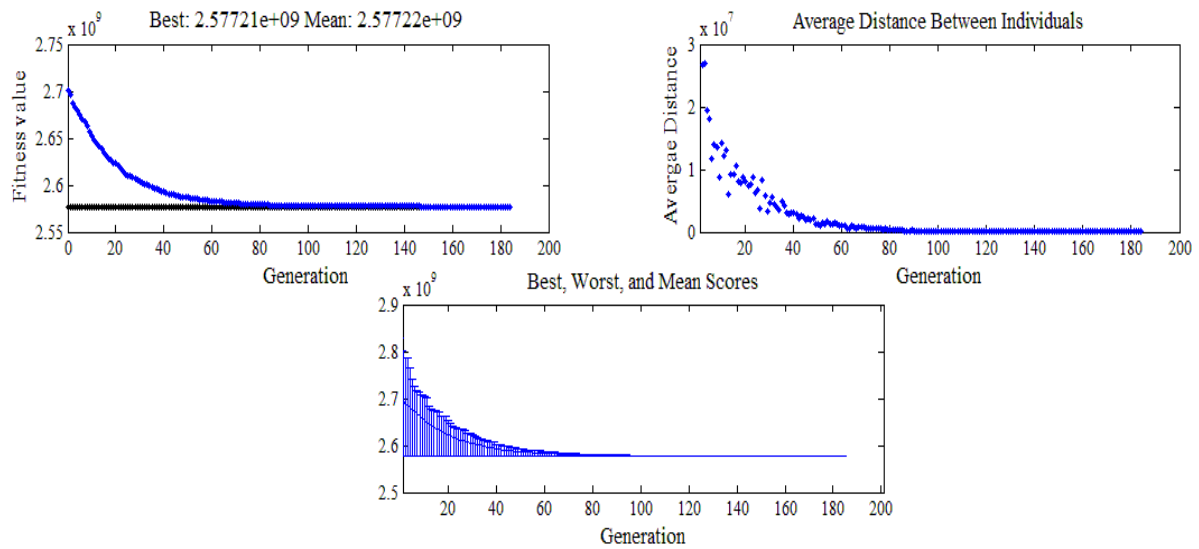 Best: 2.57721e+09 Mean: 2.57722e+09
x 10^9
2.75
2.7
2.65
2.6
2.55
Fitness value
0 20 40 60 80 100 120 140 160 180 200
Generation
Average Distance Between Individuals
x 10^7
3
2
1
0
Avergae Distance
20 40 60 80 100 120 140 160 180 200
Generation
Best, Worst, and Mean Scores
x 10^9
2.9
2.8
2.7
2.6
2.5
20 40 60 80 100 120 140 160 180 200
Generation